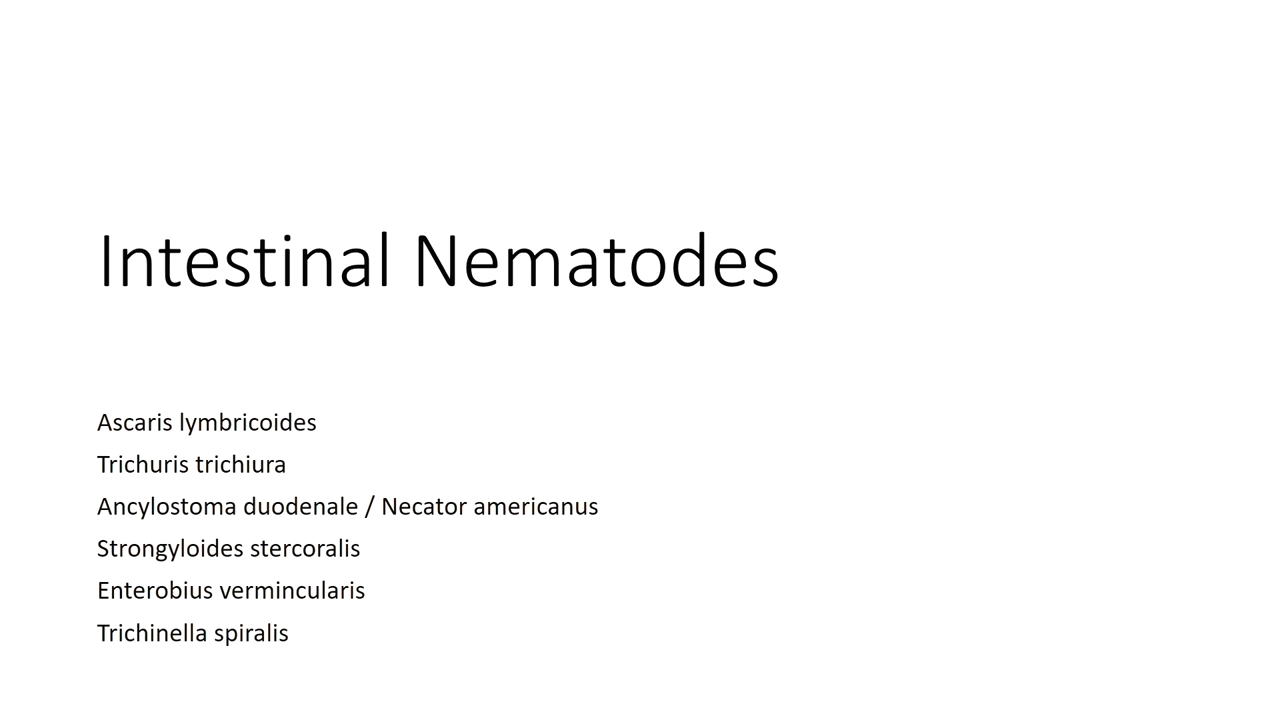 Intestinal Nematodes
Ascaris lymbricoides
Trichuris trichiura
Ancylostoma duodenale / Necator americanus
Strongyloides stercoralis
Enterobius vermincularis
Trichinella spiralis